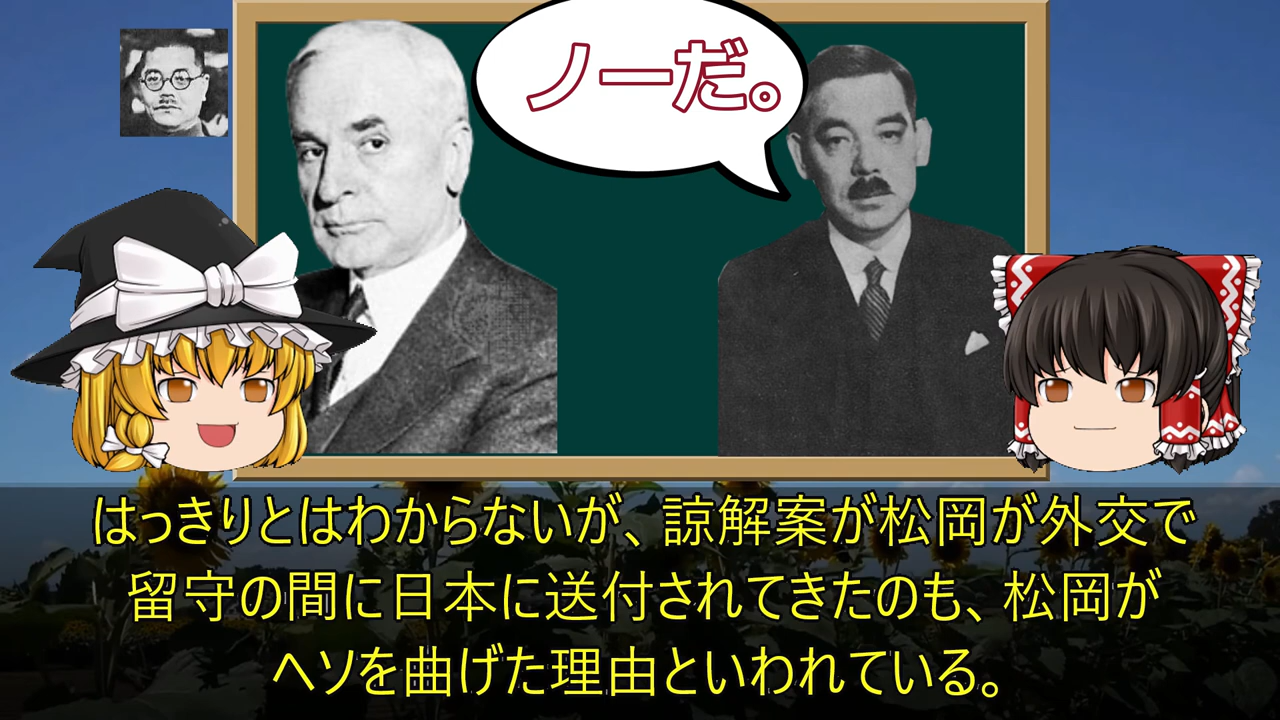 ノーだ。
はっきりとはわからないが、諒解案が松岡が外交で
留守の間に日本に送付されてきたのも、松岡が
ヘソを曲げた理由といわれている。